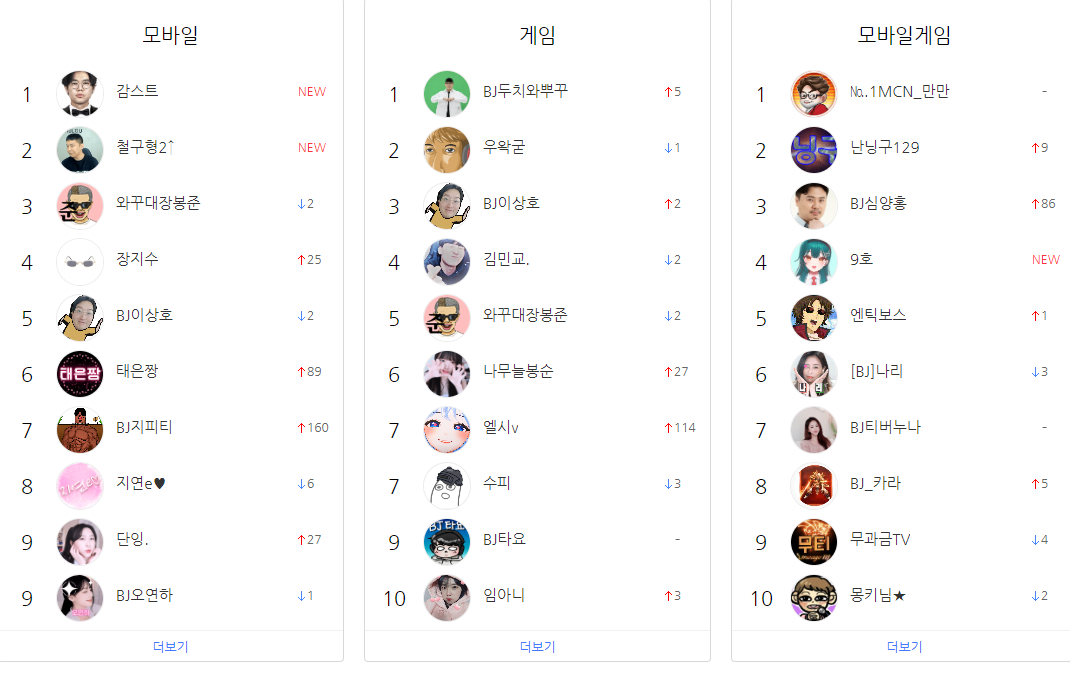 모바일
1 감스트 NEW
2 철구형2↑ NEW
3 와꾸대장봉준 ↓2
4 장지수 ↑25
5 BJ이상호 ↓2
6 태은짱 태은짱 ↑89
7 BJ지피티 ↑160
8 지연e♥ ↓6
9 단잉. ↑27
9 BJ오연하 ↓1
더보기
게임
1 BJ두치와뿌꾸 ↑5
2 우왁굳 ↓1
3 BJ이상호 ↑2
4 김민교. ↓2
5 와꾸대장봉준 ↓2
6 나무늘봉순 ↑27
7 엘시v ↑114
7 수피 ↓3
9 BJ타요 BJ타요 -
10 임아니 ↑3
더보기
모바일게임
1 №..1MCN_만만 -
2 난닝구129 ↑9
3 BJ심양홍 ↑86
4 9호 NEW
5 엔틱보스 ↑1
6 [BJ]나리 ↓3
7 BJ티버누나 -
8 BJ_카라 ↑5
9 무과금TV ↓4
10 몽키님★ ↓2
더보기